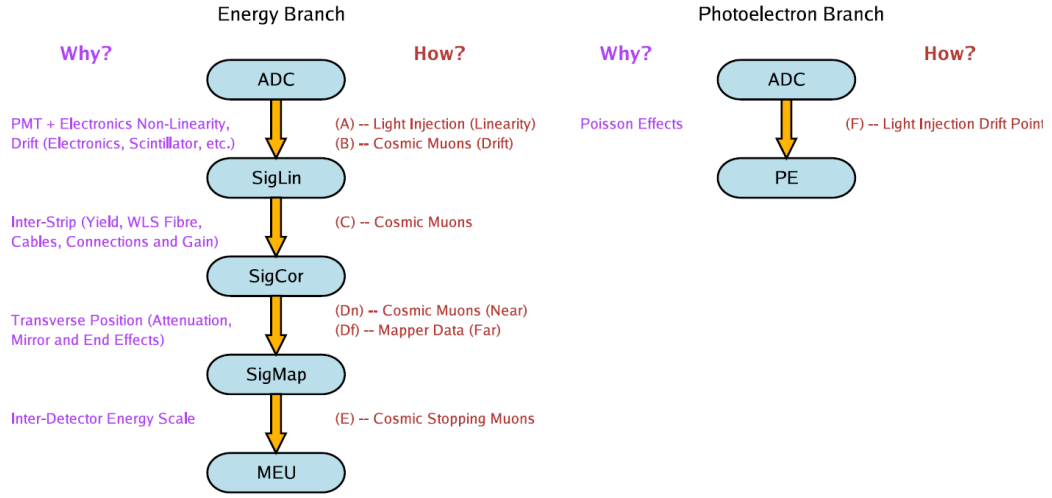 Energy Branch
Why?
How?
ADC
PMT + Electronics Non-Linearity,
Drift (Electronics, Scintillator, etc.)
(A) -- Light Injection (Linearity)
(B) -- Cosmic Muons (Drift)
SigLin
Inter-Strip (Yield, WLS Fibre,
Cables, Connections and Gain)
(C) -- Cosmic Muons
SigCor
Transverse Position (Attenuation,
Mirror and End Effects)
(Dn) -- Cosmic Muons (Near)
(Df) -- Mapper Data (Far)
SigMap
Inter-Detector Energy Scale
(E) -- Cosmic Stopping Muons
MEU
Photoelectron Branch
Why?
How?
ADC
Poisson Effects
(F) -- Light Injection Drift Point
PE